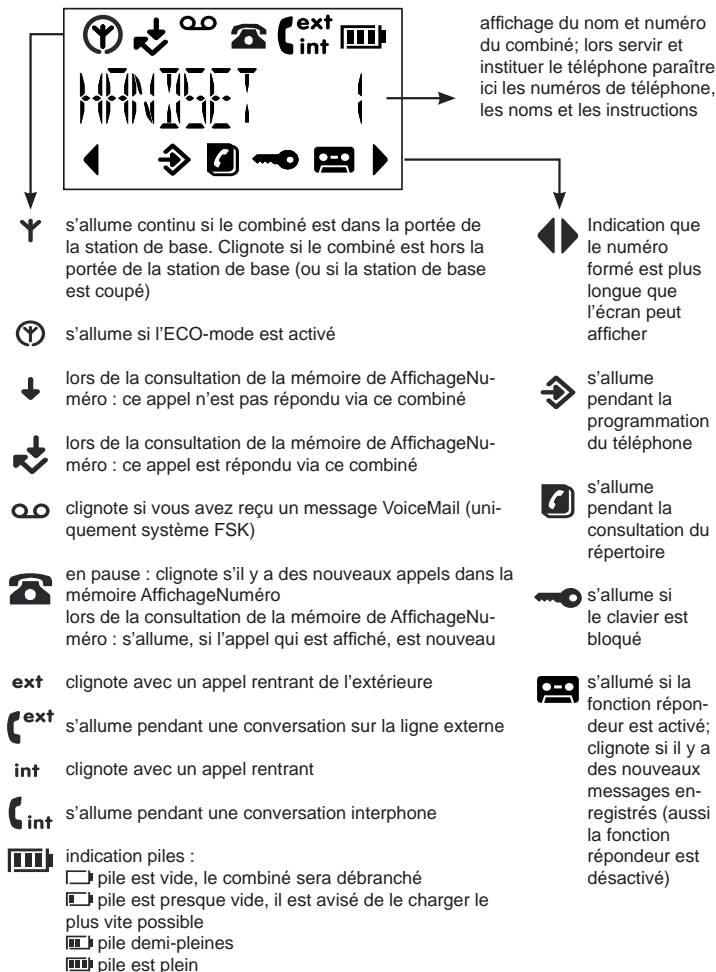 ext
int
HANDSET 1
affichage du nom et numéro
du combiné; lors servir et
instituer le téléphone paraître
ici les numéros de téléphone,
les noms et les instructions
s'allume continu si le combiné est dans la portée de
la station de base. Clignote si le combiné est hors la
portée de la station de base (ou si la station de base
est coupé)
s'allume si l'ECO-mode est activé
lors de la consultation de la mémoire de AffichageNu-
méro : ce appel n'est pas répondu via ce combiné
lors de la consultation de la mémoire de AffichageNu-
méro : ce appel est répondu via ce combiné
clignote si vous avez reçu un message VoiceMail (uni-
quement système FSK)
en pause : clignote s'il y a des nouveaux appels dans la
mémoire AffichageNuméro
lors de la consultation de la mémoire de AffichageNu-
méro : s'allume, si l'appel qui est affiché, est nouveau
ext clignote avec un appel rentrant de l'extérieure
ext s'allume pendant une conversation sur la ligne externe
int clignote avec un appel rentrant
int s'allume pendant une conversation interphone
indication piles :
pile est vide, le combiné sera débranché
pile est presque vide, il est avisé de le charger le
plus vite possible
pile demi-pleines
pile est plein
Indication que
le numéro
formé est plus
longue que
l'écran peut
afficher
s'allume
pendant la
programmation
du téléphone
s'allume
pendant la
consultation du
répertoire
s'allume si
le clavier est
bloqué
s'allumé si la
fonction répon-
deur est activé;
clignote si il y a
des nouveaux
messages en-
registrés (aussi
la fonction
répondeur est
désactivé)